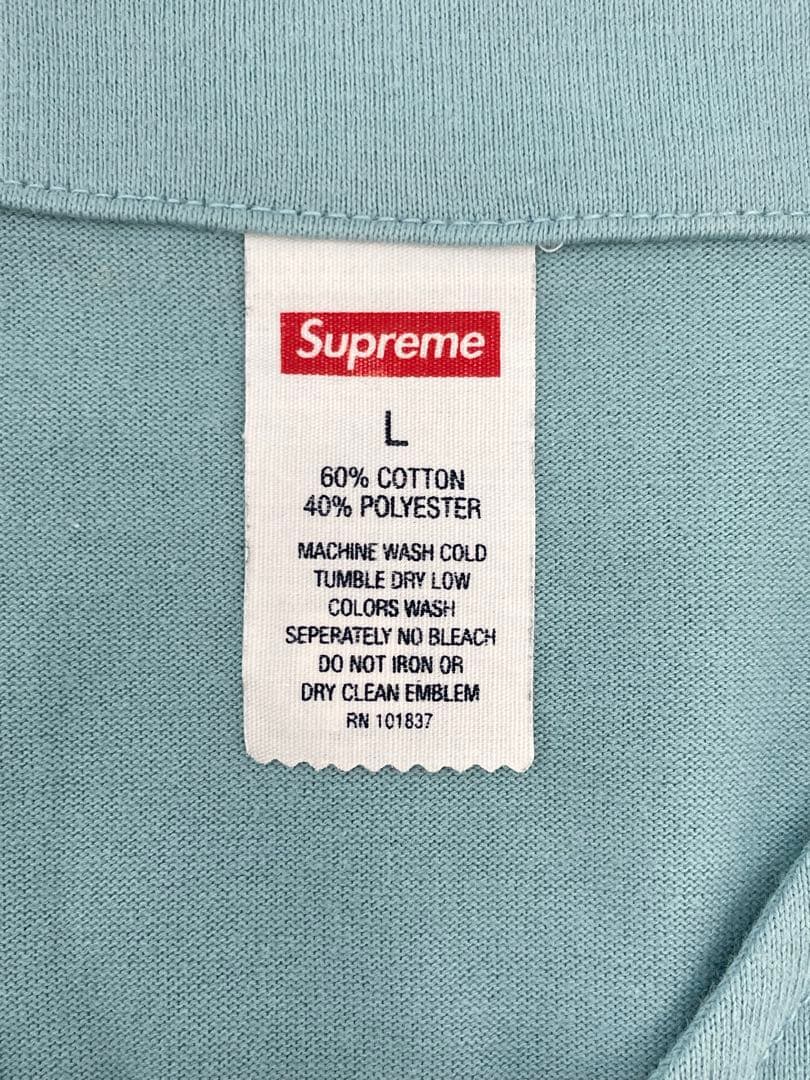 Supreme
L
60% COTTON
40% POLYESTER
MACHINE WASH COLD
TUMBLE DRY LOW
COLORS WASH
SEPERATELY NO BLEACH
DO NOT IRON OR
DRY CLEAN EMBLEM
RN 101837